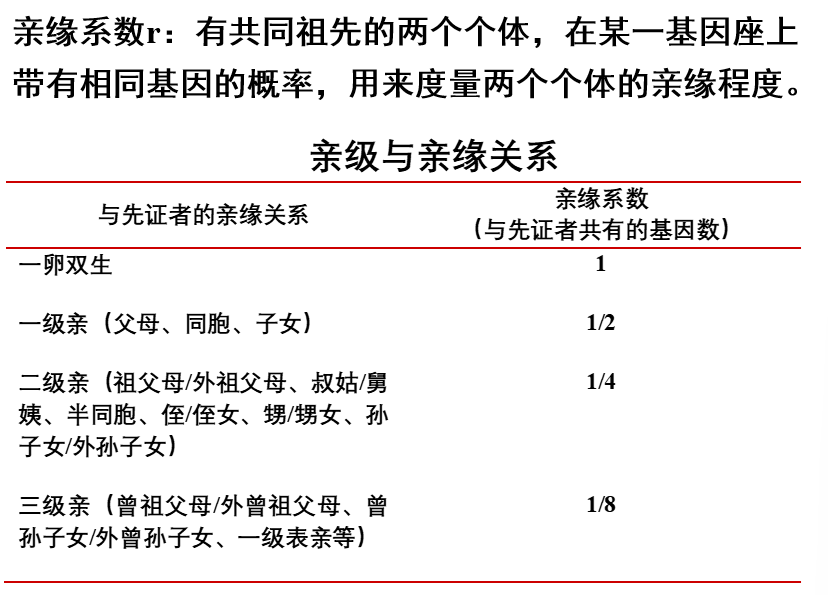 亲缘系数r：有共同祖先的两个个体，在某一基因座上
带有相同基因的概率，用来度量两个个体的亲缘程度。
亲级与亲缘关系
与先证者的亲缘关系
亲缘系数
（与先证者共有的基因数）
一卵双生
1
一级亲（父母、同胞、子女）
1/2
二级亲（祖父母/外祖父母、叔姑/舅
1/4
姨、半同胞、侄/侄女、甥/甥女、孙
子女/外孙子女）
三级亲（曾祖父母/外曾祖父母、曾
1/8
孙子女/外曾孙子女、一级表亲等）